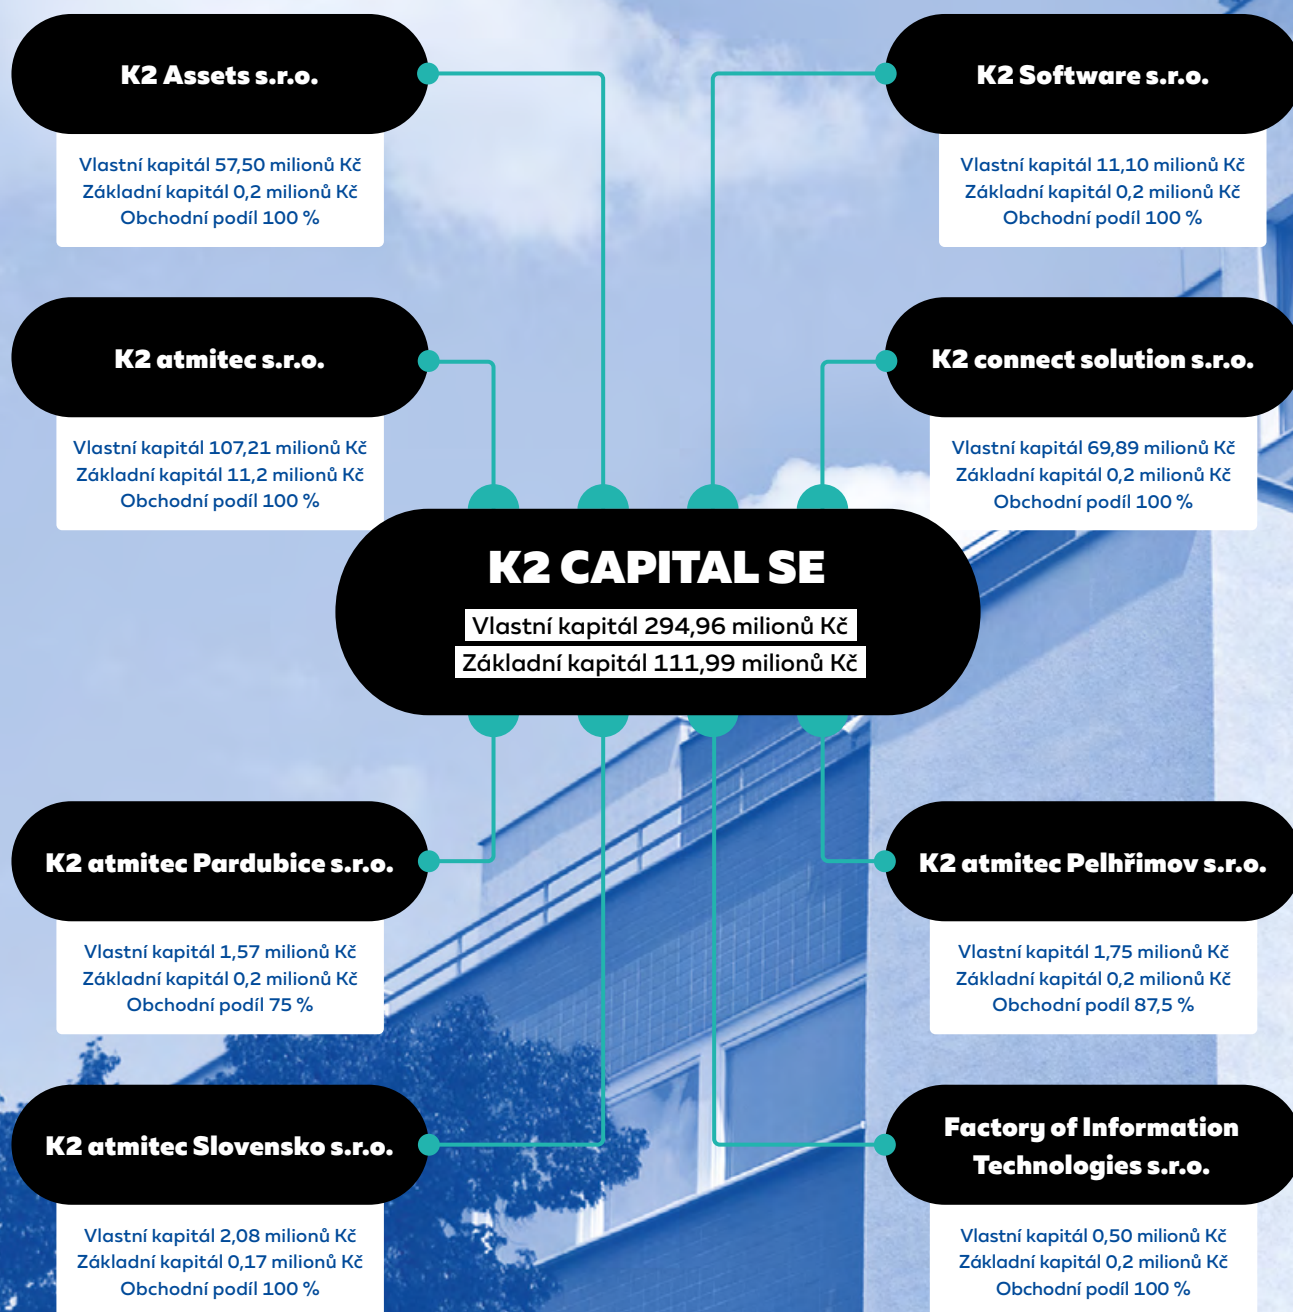 K2 Assets s.r.o.
Vlastní kapitál 57,50 milionů Kč
Základní kapitál 0,2 milionů Kč
Obchodní podíl 100 %
K2 Software s.r.o.
Vlastní kapitál 11,10 milionů Kč
Základní kapitál 0,2 milionů Kč
Obchodní podíl 100 %
K2 atmitec s.r.o.
Vlastní kapitál 107,21 milionů Kč
Základní kapitál 11,2 milionů Kč
Obchodní podíl 100 %
K2 connect solution s.r.o.
Vlastní kapitál 69,89 milionů Kč
Základní kapitál 0,2 milionů Kč
Obchodní podíl 100 %
K2 CAPITAL SE
Vlastní kapitál 294,96 milionů Kč
Základní kapitál 111,99 milionů Kč
K2 atmitec Pardubice s.r.o.
Vlastní kapitál 1,57 milionů Kč
Základní kapitál 0,2 milionů Kč
Obchodní podíl 75 %
K2 atmitec Pelhřimov s.r.o.
Vlastní kapitál 1,75 milionů Kč
Základní kapitál 0,2 milionů Kč
Obchodní podíl 87,5 %
K2 atmitec Slovensko s.r.o.
Vlastní kapitál 2,08 milionů Kč
Základní kapitál 0,17 milionů Kč
Obchodní podíl 100 %
Factory of Information
Technologies s.r.o.
Vlastní kapitál 0,50 milionů Kč
Základní kapitál 0,2 milionů Kč
Obchodní podíl 100 %